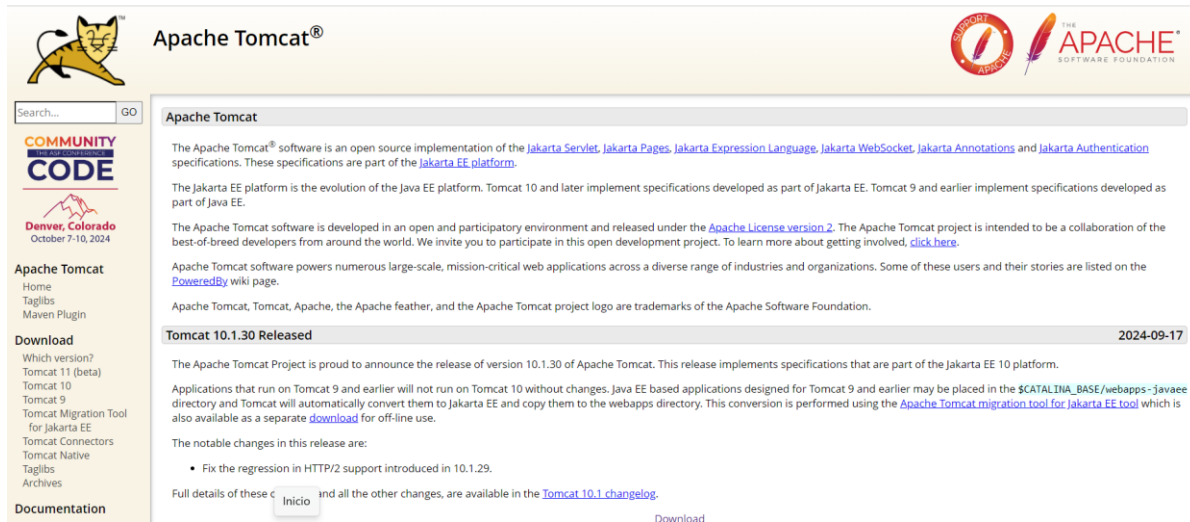 Apache Tomcat®
SUPPORT
APACHE
THE
APACHE®
SOFTWARE FOUNDATION
Search... GO
COMMUNITY
THE ASF CONFERENCE
CODE
Denver, Colorado
October 7-10, 2024
Apache Tomcat
Home
Taglibs
Maven Plugin
Download
Which version?
Tomcat 11 (beta)
Tomcat 10
Tomcat 9
Tomcat Migration Tool
for Jakarta EE
Tomcat Connectors
Tomcat Native
Taglibs
Archives
Documentation
Apache Tomcat
The Apache Tomcat® software is an open source implementation of the Jakarta Servlet, Jakarta Pages, Jakarta Expression Language, Jakarta WebSocket, Jakarta Annotations and Jakarta Authentication
specifications. These specifications are part of the Jakarta EE platform.
The Jakarta EE platform is the evolution of the Java EE platform. Tomcat 10 and later implement specifications developed as part of Jakarta EE. Tomcat 9 and earlier implement specifications developed as
part of Java EE.
The Apache Tomcat software is developed in an open and participatory environment and released under the Apache License version 2. The Apache Tomcat project is intended to be a collaboration of the
best-of-breed developers from around the world. We invite you to participate in this open development project. To learn more about getting involved, click here.
Apache Tomcat software powers numerous large-scale, mission-critical web applications across a diverse range of industries and organizations. Some of these users and their stories are listed on the
PoweredBy wiki page.
Apache Tomcat, Tomcat, Apache, the Apache feather, and the Apache Tomcat project logo are trademarks of the Apache Software Foundation.
Tomcat 10.1.30 Released 2024-09-17
The Apache Tomcat Project is proud to announce the release of version 10.1.30 of Apache Tomcat. This release implements specifications that are part of the Jakarta EE 10 platform.
Applications that run on Tomcat 9 and earlier will not run on Tomcat 10 without changes. Java EE based applications designed for Tomcat 9 and earlier may be placed in the $CATALINA_BASE/webapps-javaee
directory and Tomcat will automatically convert them to Jakarta EE and copy them to the webapps directory. This conversion is performed using the Apache Tomcat migration tool for Jakarta EE tool which is
also available as a separate download for off-line use.
The notable changes in this release are:
• Fix the regression in HTTP/2 support introduced in 10.1.29.
Full details of these and all the other changes, are available in the Tomcat 10.1 changelog.
Inicio
Download